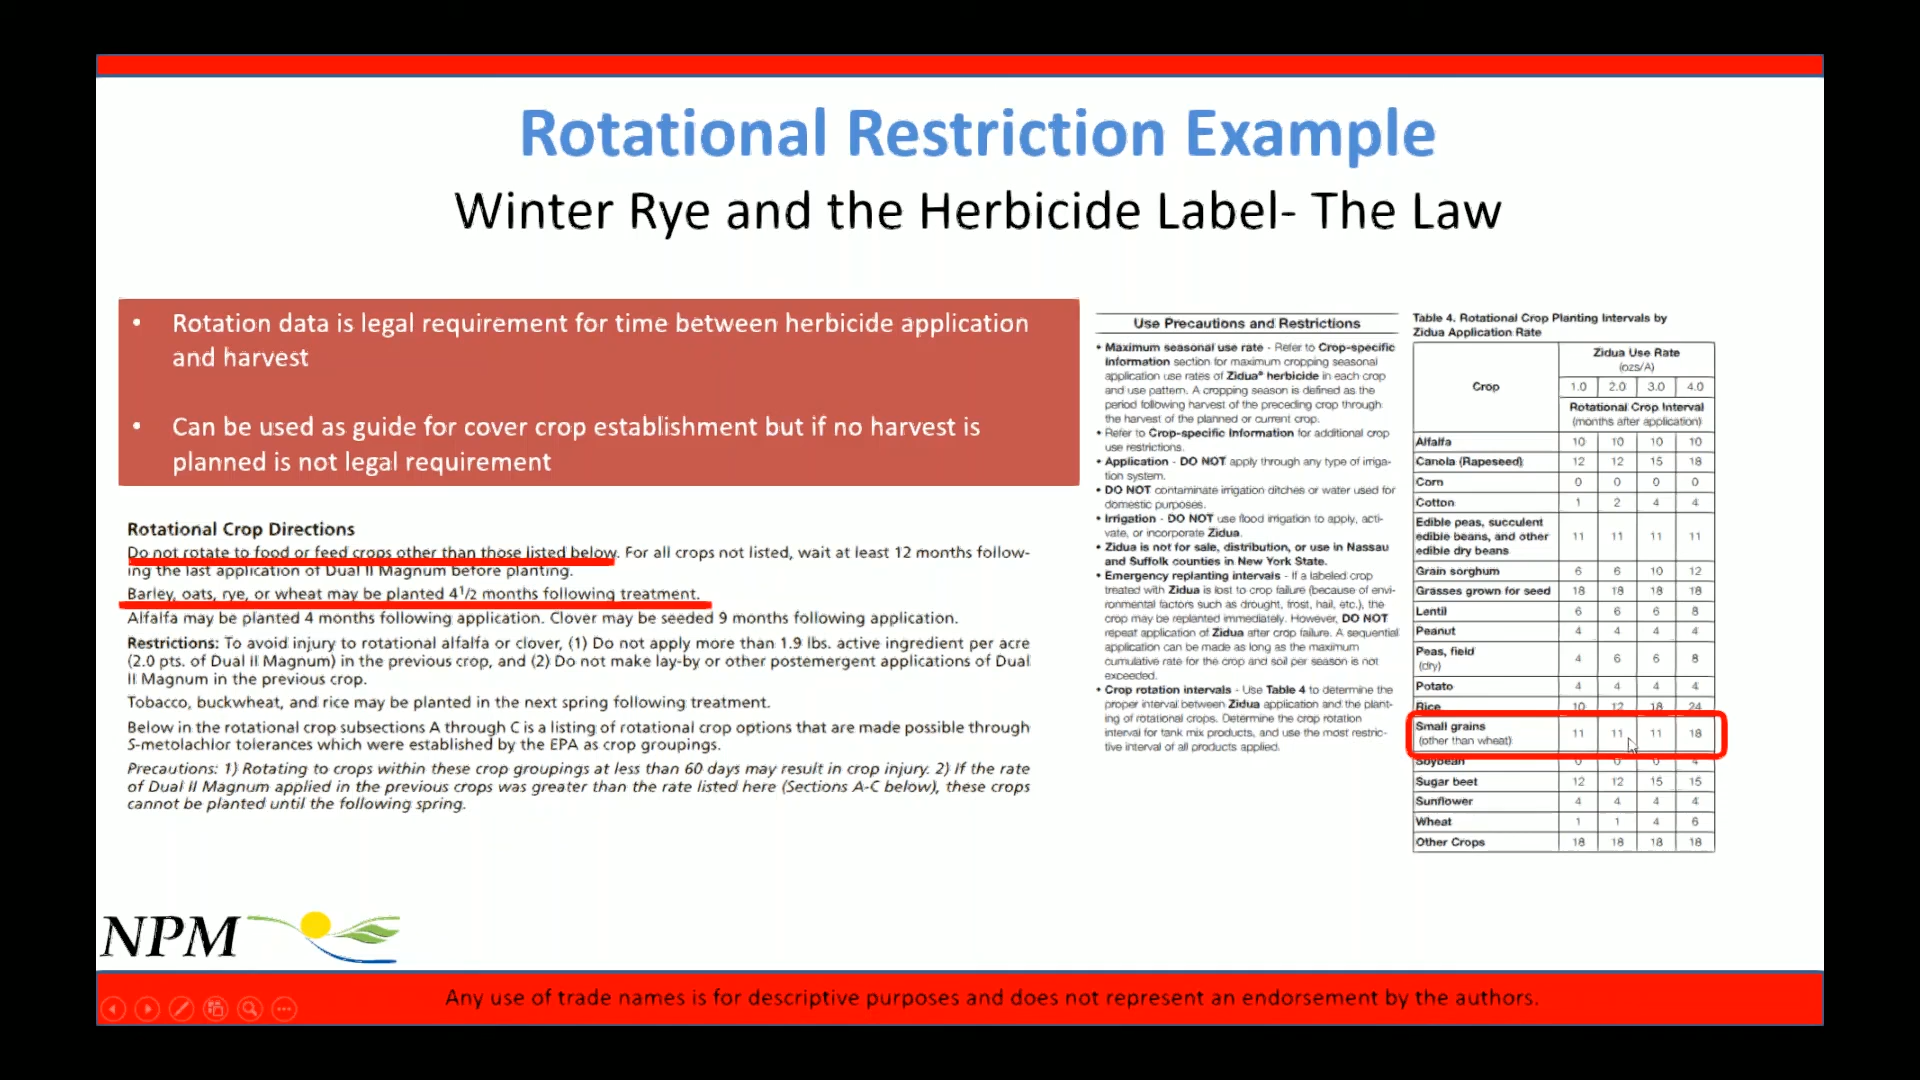 Rotational Restriction Example
Winter Rye and the Herbicide Label- The Law
• Rotation data is legal requirement for time between herbicide application
and harvest
• Can be used as guide for cover crop establishment but if no harvest is
planned is not legal requirement
Rotational Crop Directions
Do not rotate to food or feed crops other than those listed below. For all crops not listed, wait at least 12 months follow-
ing the last application of Dual II Magnum before planting.
Barley, oats, rye, or wheat may be planted 4 1/2 months following treatment.
Alfalfa may be planted 4 months following application. Clover may be seeded 9 months following application.
Restrictions: To avoid injury to rotational alfalfa or clover, (1) Do not apply more than 1.9 lbs. active ingredient per acre
(2.0 pts. of Dual II Magnum) in the previous crop, and (2) Do not make lay-by or other postemergent applications of Dual
II Magnum in the previous crop.
Tobacco, buckwheat, and rice may be planted in the next spring following treatment.
Below in the rotational crop subsections A through C is a listing of rotational crop options that are made possible through
S-metolachlor tolerances which were established by the EPA as crop groupings.
Precautions: 1) Rotating to crops within these crop groupings at less than 60 days may result in crop injury. 2) If the rate
of Dual II Magnum applied in the previous crops was greater than the rate listed here (Sections A-C below), these crops
cannot be planted until the following spring.
Use Precautions and Restrictions
• Maximum seasonal use rate - Refer to Crop-specific
Information section for maximum cropping seasonal
application use rates of Zidua® herbicide in each crop
and use pattern. A cropping season is defined as the
period following harvest of the preceding crop through
the harvest of the planned or current crop.
• Refer to Crop-specific Information for additional crop
use restrictions.
• Application - DO NOT apply through any type of irriga-
tion system.
• DO NOT contaminate irrigation ditches or water used for
domestic purposes.
• Irrigation - DO NOT use flood irrigation to apply, acti-
vate, or incorporate Zidua.
• Zidua is not for sale, distribution, or use in Nassau
and Suffolk counties in New York State.
• Emergency replanting intervals - If a labeled crop
treated with Zidua is lost to crop failure (because of envi-
ronmental factors such as drought, frost, hail, etc.), the
crop may be replanted immediately. However, DO NOT
repeat application of Zidua after crop failure. A sequential
application can be made as long as the maximum
cumulative rate for the crop and soil per season is not
exceeded.
• Crop rotation intervals - Use Table 4 to determine the
proper interval between Zidua application and the plant-
ing of rotational crops. Determine the crop rotation
interval for tank mix products, and use the most restric-
tive interval of all products applied.
Table 4. Rotational Crop Planting Intervals by
Zidua Application Rate
Crop
Zidua Use Rate
(ozs/A)
1.0 2.0 3.0 4.0
Rotational Crop Interval
(months after application)
Alfalfa 10 10 10 10
Canola (Rapeseed) 12 12 15 18
Corn 0 0 0 0
Cotton 1 2 4 4
Edible peas, succulent
edible beans, and other
edible dry beans 11 11 11 11
Grain sorghum 6 6 10 12
Grasses grown for seed 18 18 18 18
Lentil 6 6 6 8
Peanut 4 4 4 4
Peas, field
(dry) 4 6 6 8
Potato 4 4 4 4
Rice 10 12 18 24
Small grains
(other than wheat) 11 11 11 18
Soybean 0 0 0 4
Sugar beet 12 12 15 15
Sunflower 4 4 4 4
Wheat 1 1 4 6
Other Crops 18 18 18 18
NPM
Any use of trade names is for descriptive purposes and does not represent an endorsement by the authors.